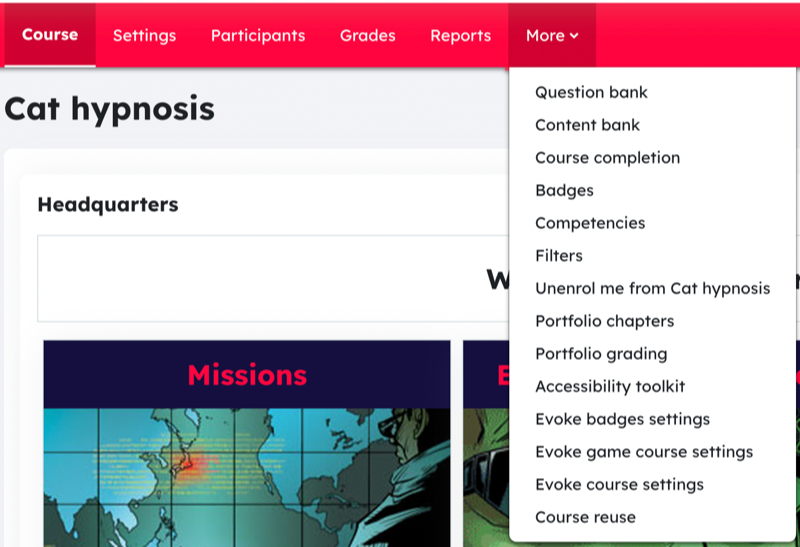 Course Settings Participants Grades Reports More
Cat hypnosis
Headquarters
Missions
Question bank
Content bank
Course completion
Badges
Competencies
Filters
Unenrol me from Cat hypnosis
Portfolio chapters
Portfolio grading
Accessibility toolkit
Evoke badges settings
Evoke game course settings
Evoke course settings
Course reuse